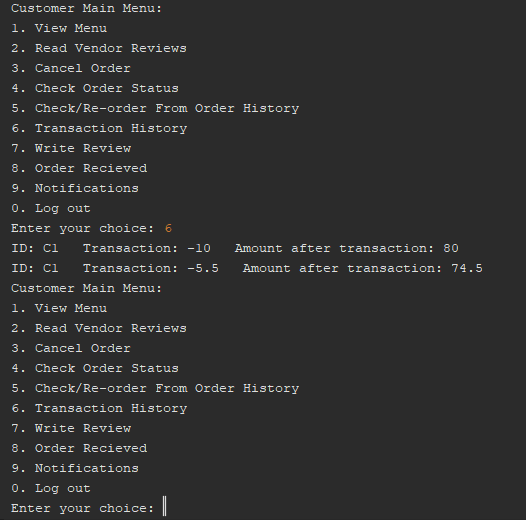 Customer Main Menu:
1. View Menu
2. Read Vendor Reviews
3. Cancel Order
4. Check Order Status
5. Check/Re-order From Order History
6. Transaction History
7. Write Review
8. Order Recieved
9. Notifications
0. Log out
Enter your choice: 6
ID: C1   Transaction: -10   Amount after transaction: 80
ID: C1   Transaction: -5.5   Amount after transaction: 74.5
Customer Main Menu:
1. View Menu
2. Read Vendor Reviews
3. Cancel Order
4. Check Order Status
5. Check/Re-order From Order History
6. Transaction History
7. Write Review
8. Order Recieved
9. Notifications
0. Log out
Enter your choice: